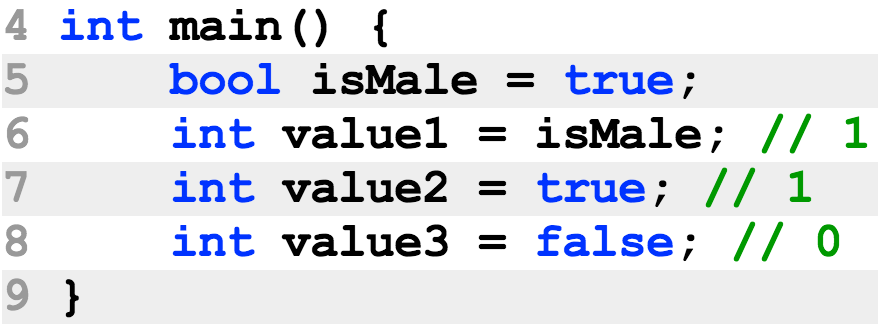 4 int main() {
5     bool isMale = true;
6     int value1 = isMale; // 1
7     int value2 = true; // 1
8     int value3 = false; // 0
9 }